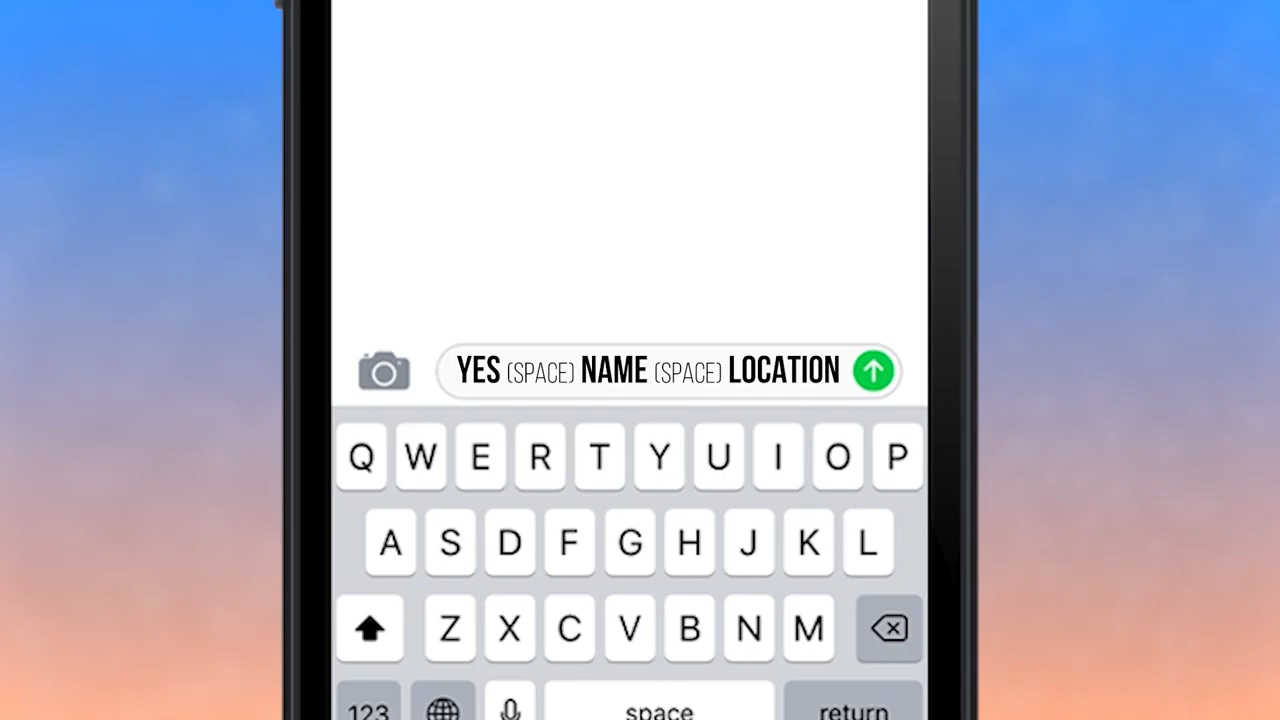 YES (SPACE) NAME (SPACE) LOCATION
Q W E R T Y U I O P
A S D F G H J K L
Z X C V B N M
123 space return